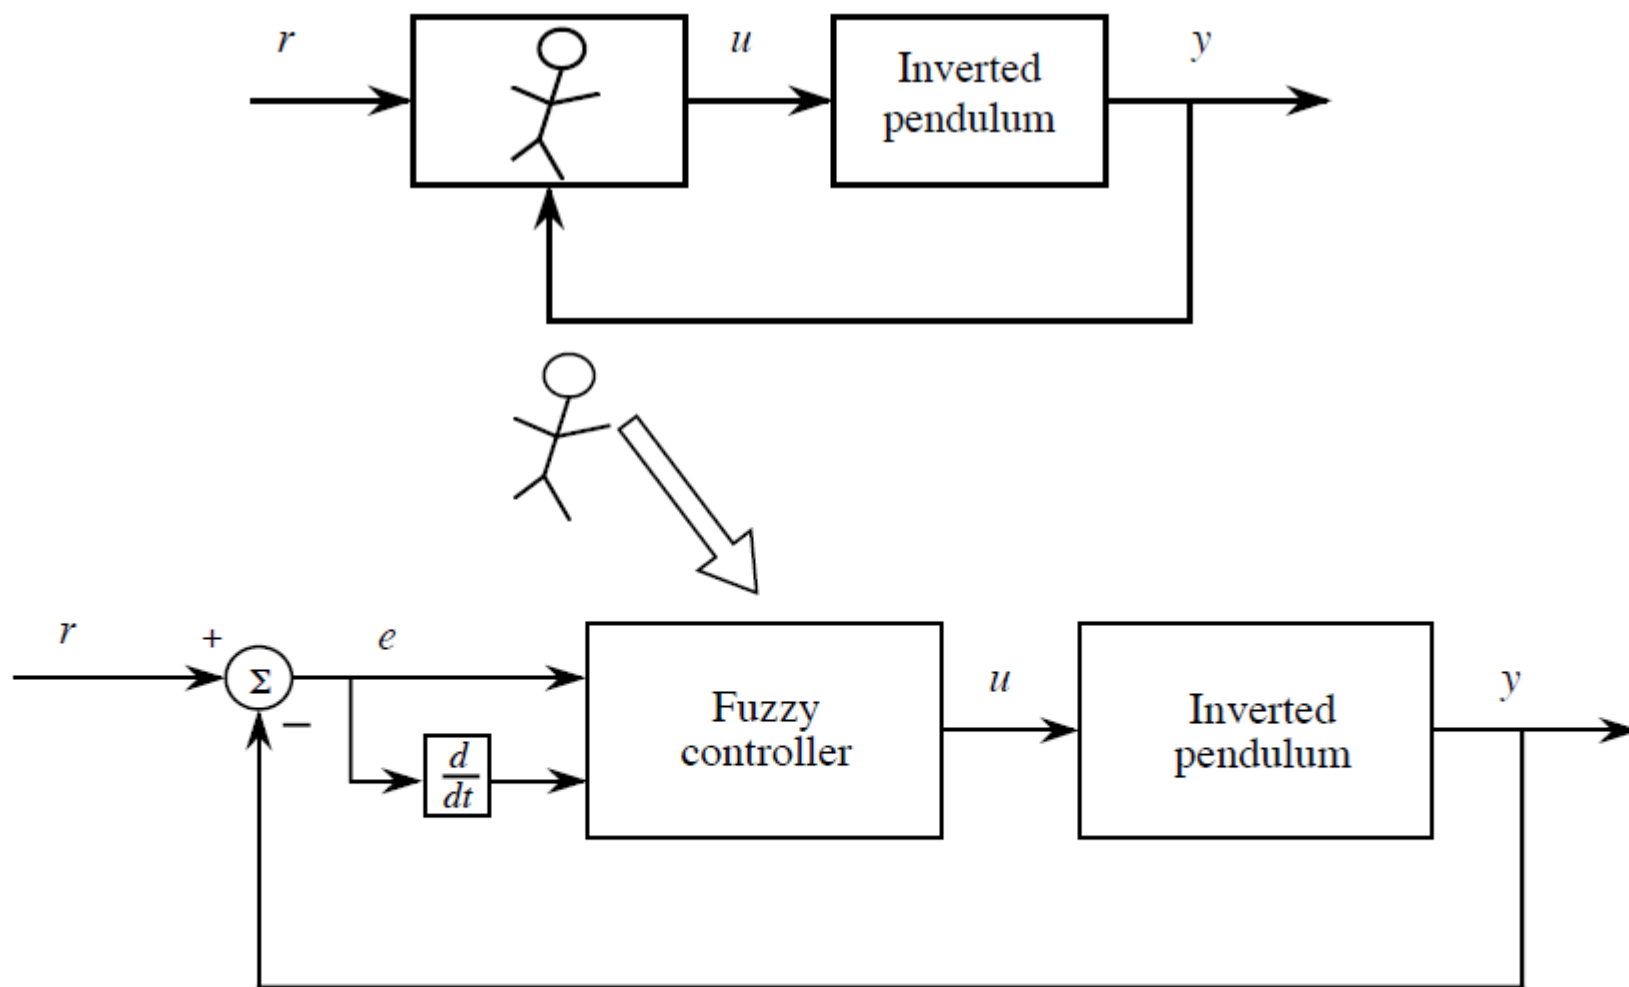 r
u
Inverted
pendulum
y
r
+
Σ
−
e
d
dt
Fuzzy
controller
u
Inverted
pendulum
y